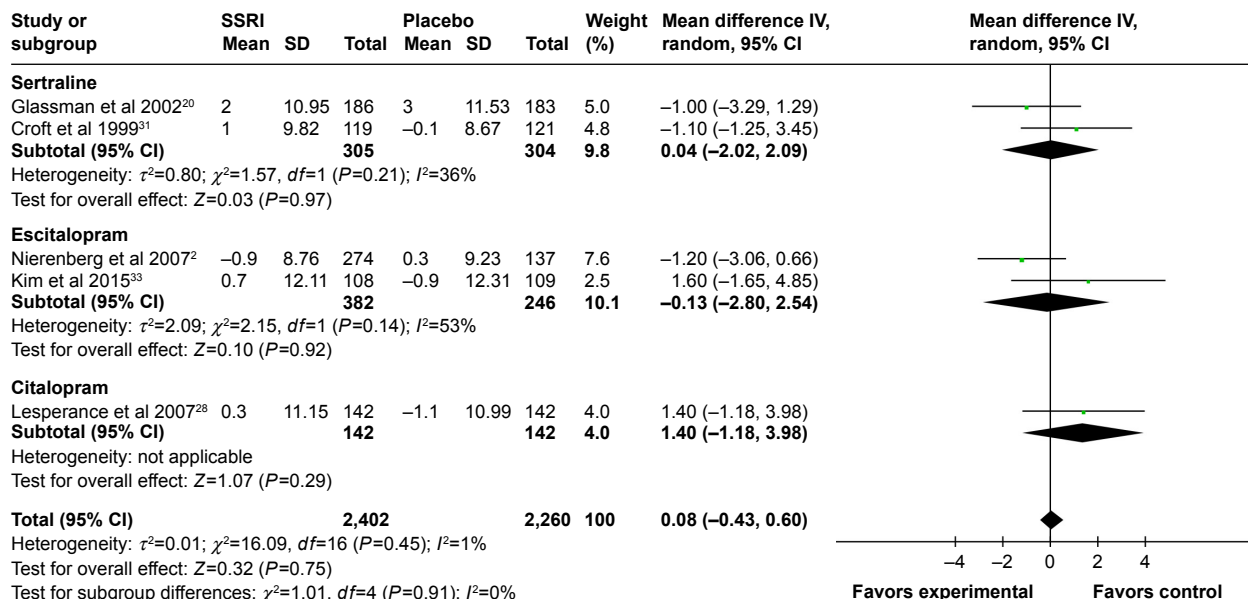 Study or subgroup SSRI Placebo Weight (%) Mean difference IV, random, 95% CI Mean difference IV, random, 95% CI
Mean SD Total Mean SD Total
Sertraline
Glassman et al 2002²⁰ 2 10.95 186 3 11.53 183 5.0 –1.00 (–3.29, 1.29)
Croft et al 1999³¹ 1 9.82 119 –0.1 8.67 121 4.8 –1.10 (–1.25, 3.45)
Subtotal (95% CI) 305 304 9.8 0.04 (–2.02, 2.09)
Heterogeneity: τ²=0.80; χ²=1.57, df=1 (P=0.21); I²=36%
Test for overall effect: Z=0.03 (P=0.97)
Escitalopram
Nierenberg et al 2007² –0.9 8.76 274 0.3 9.23 137 7.6 –1.20 (–3.06, 0.66)
Kim et al 2015³³ 0.7 12.11 108 –0.9 12.31 109 2.5 1.60 (–1.65, 4.85)
Subtotal (95% CI) 382 246 10.1 –0.13 (–2.80, 2.54)
Heterogeneity: τ²=2.09; χ²=2.15, df=1 (P=0.14); I²=53%
Test for overall effect: Z=0.10 (P=0.92)
Citalopram
Lesperance et al 2007²⁸ 0.3 11.15 142 –1.1 10.99 142 4.0 1.40 (–1.18, 3.98)
Subtotal (95% CI) 142 142 4.0 1.40 (–1.18, 3.98)
Heterogeneity: not applicable
Test for overall effect: Z=1.07 (P=0.29)
Total (95% CI) 2,402 2,260 100 0.08 (–0.43, 0.60)
Heterogeneity: τ²=0.01; χ²=16.09, df=16 (P=0.45); I²=1%
Test for overall effect: Z=0.32 (P=0.75)
Test for subgroup differences: χ²=1.01, df=4 (P=0.91); I²=0%
–4 –2 0 2 4
Favors experimental Favors control